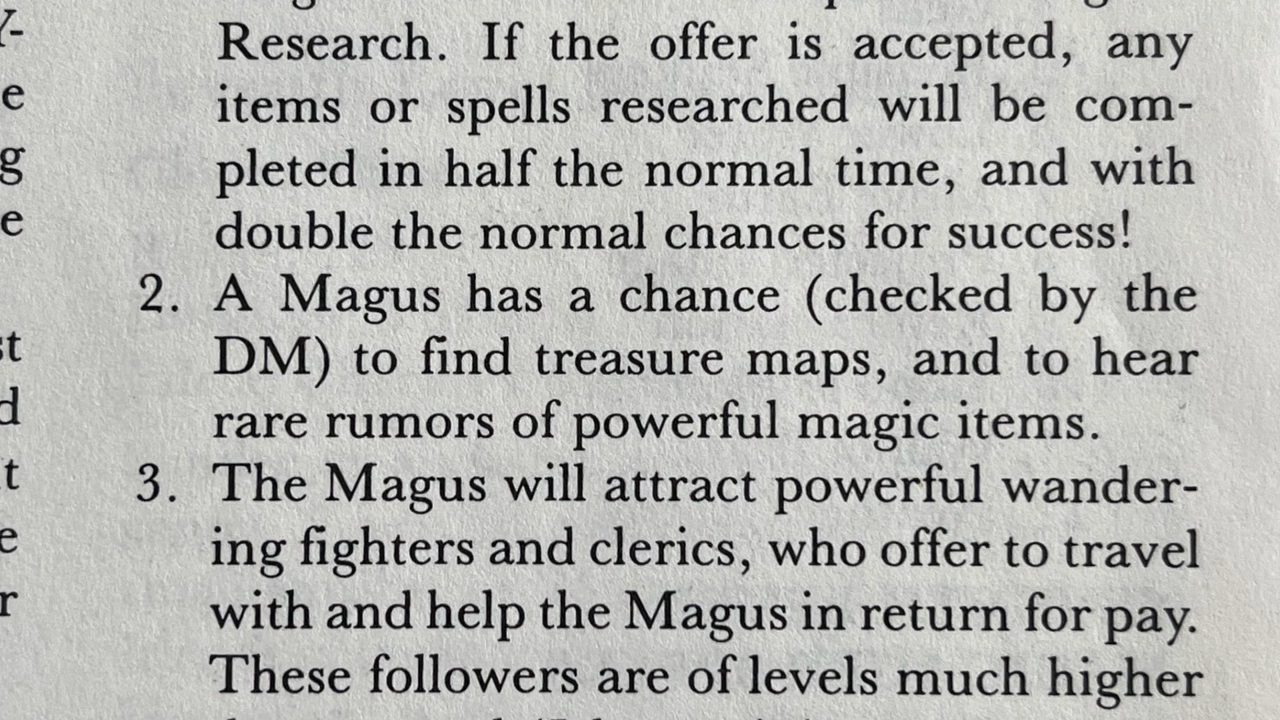 Research. If the offer is accepted, any
items or spells researched will be com-
pleted in half the normal time, and with
double the normal chances for success!
2. A Magus has a chance (checked by the
DM) to find treasure maps, and to hear
rare rumors of powerful magic items.
3. The Magus will attract powerful wander-
ing fighters and clerics, who offer to travel
with and help the Magus in return for pay.
These followers are of levels much higher